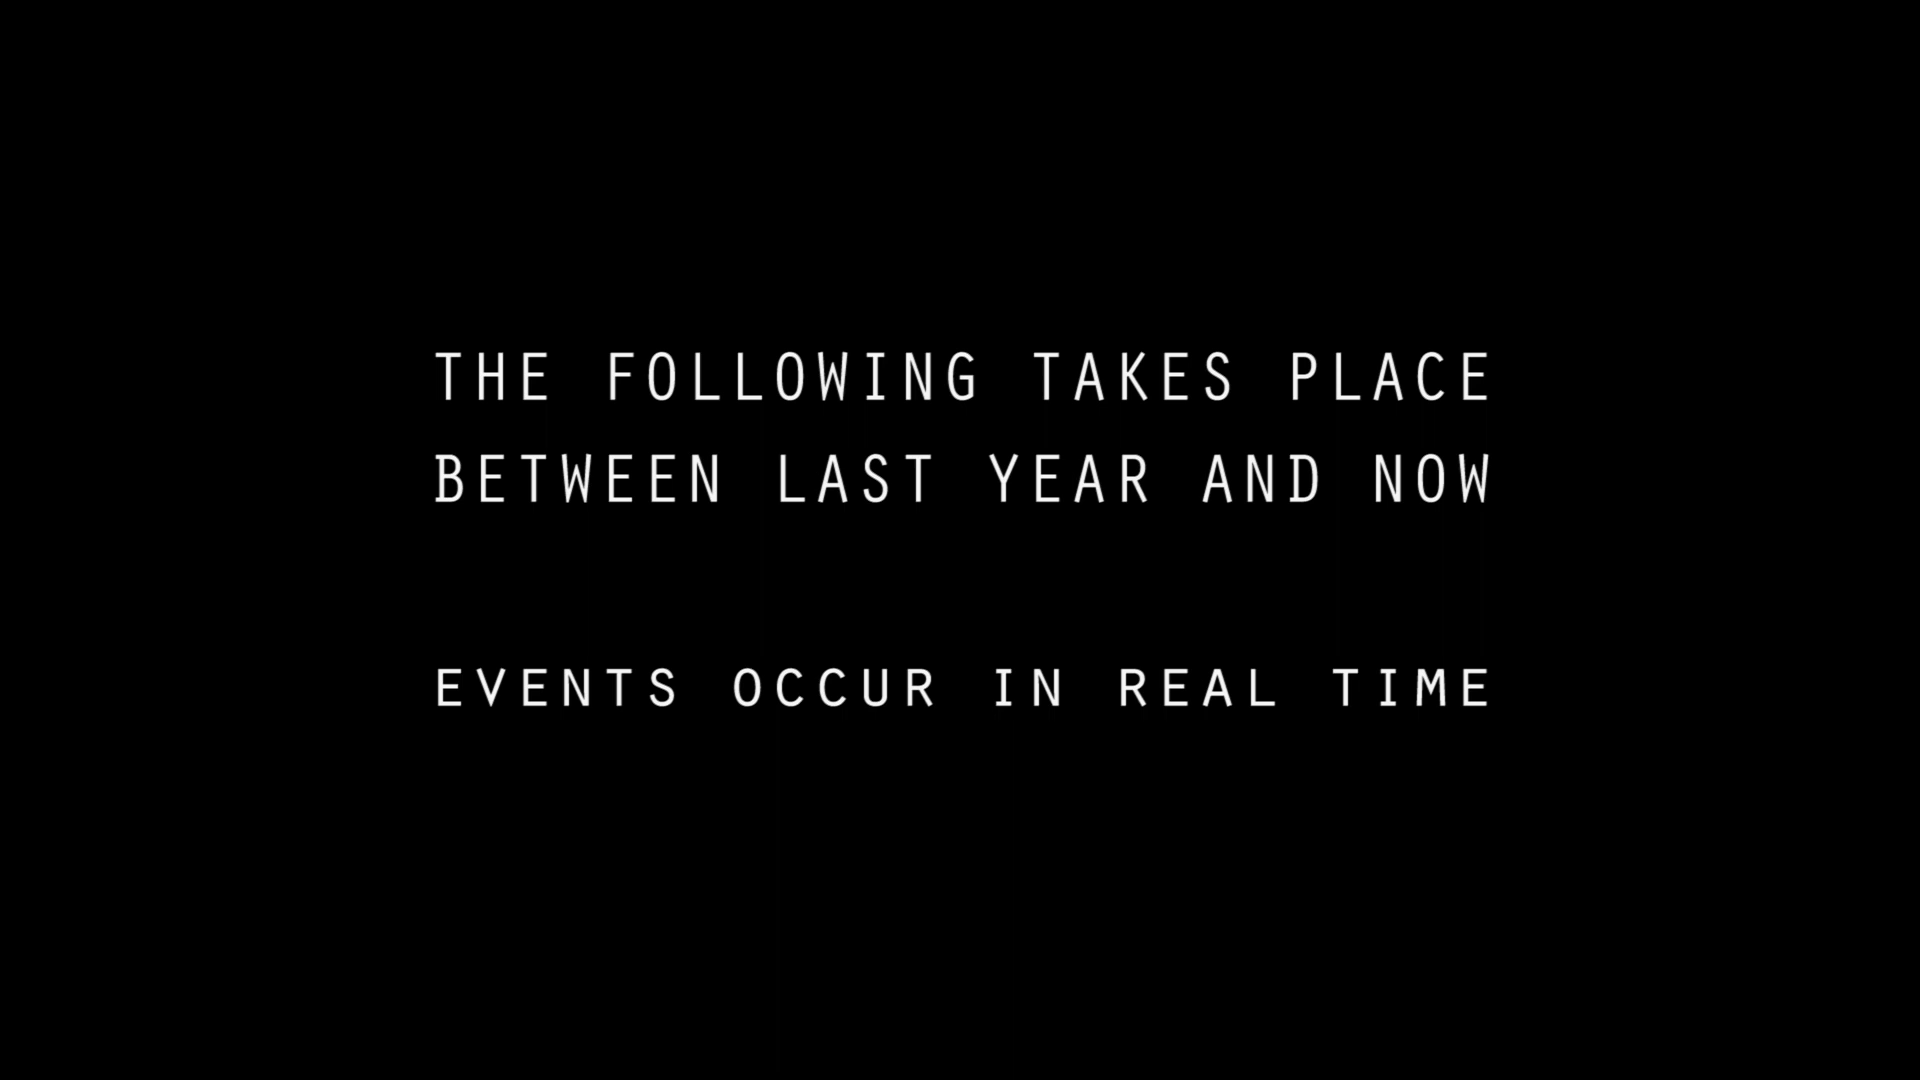 THE FOLLOWING TAKES PLACE
BETWEEN LAST YEAR AND NOW
EVENTS OCCUR IN REAL TIME